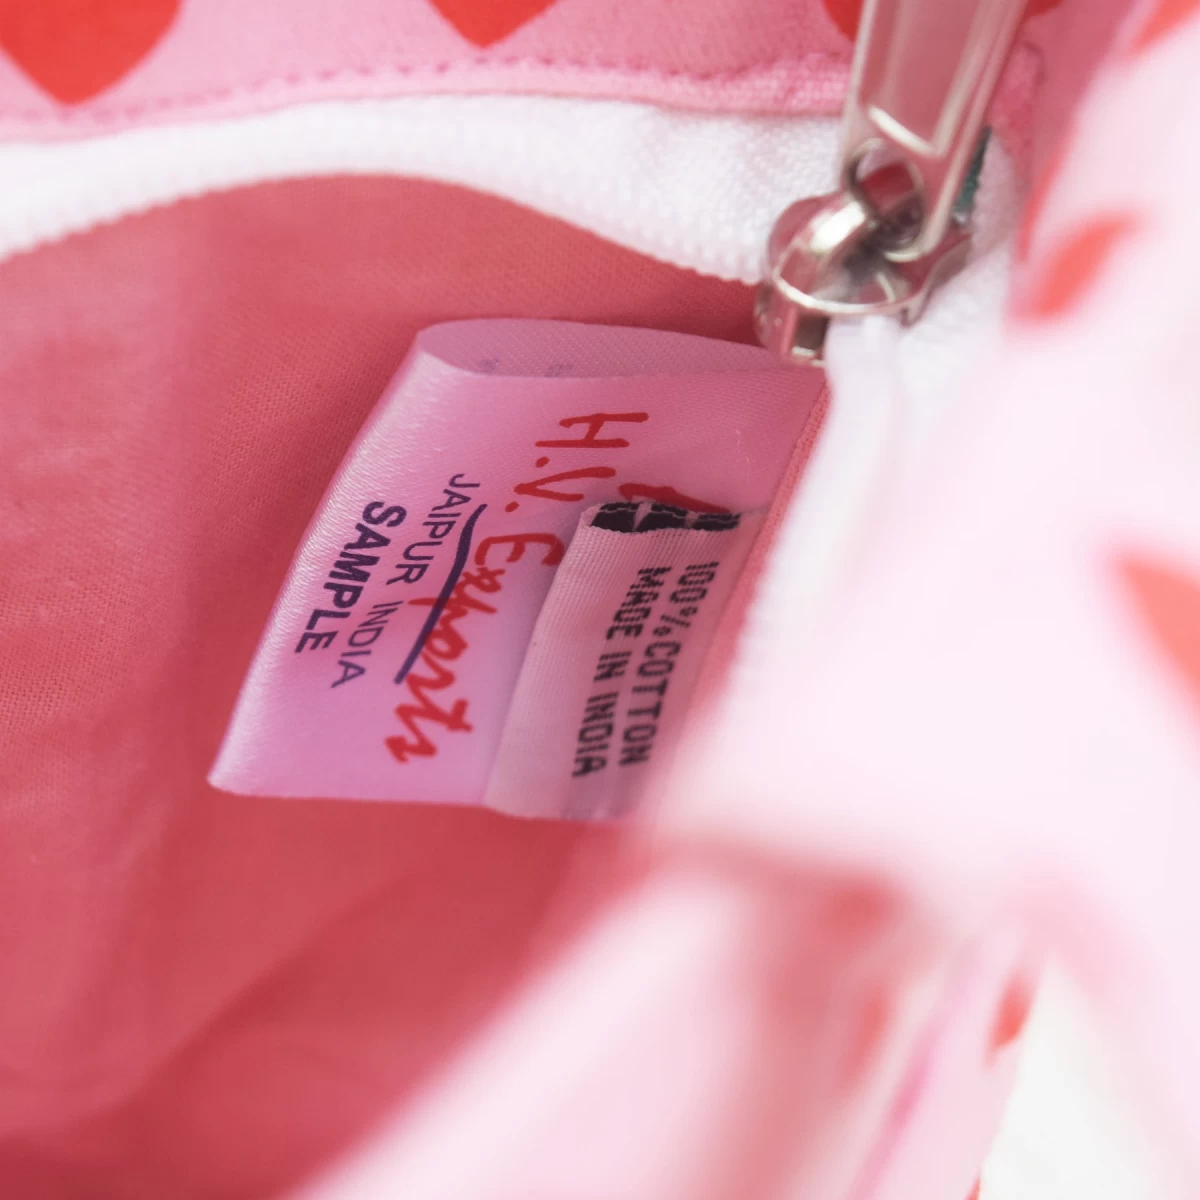 H.V. Exports
JAIPUR INDIA
SAMPLE
100% COTTON
MADE IN INDIA